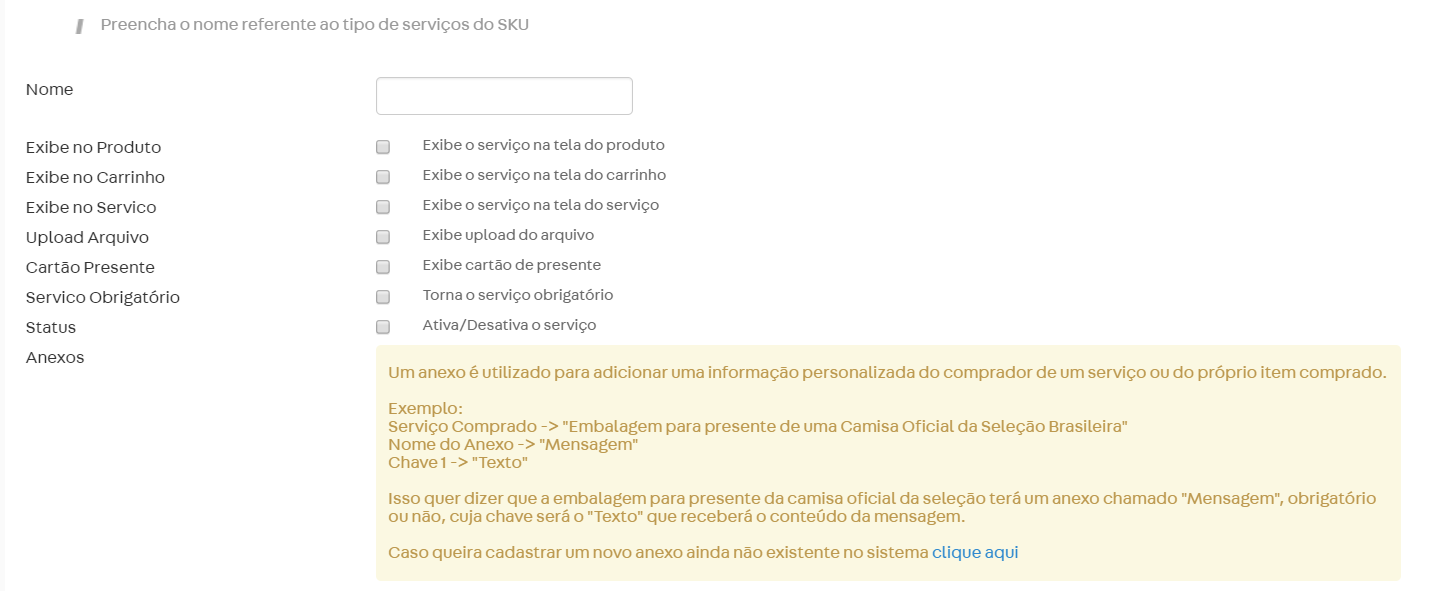 Preencha o nome referente ao tipo de serviços do SKU
Nome
Exibe no Produto Exibe o serviço na tela do produto
Exibe no Carrinho Exibe o serviço na tela do carrinho
Exibe no Servico Exibe o serviço na tela do serviço
Upload Arquivo Exibe upload do arquivo
Cartão Presente Exibe cartão de presente
Servico Obrigatório Torna o serviço obrigatório
Status Ativa/Desativa o serviço
Anexos
Um anexo é utilizado para adicionar uma informação personalizada do comprador de um serviço ou do próprio item comprado.
Exemplo:
Serviço Comprado -> "Embalagem para presente de uma Camisa Oficial da Seleção Brasileira"
Nome do Anexo -> "Mensagem"
Chave 1 -> "Texto"
Isso quer dizer que a embalagem para presente da camisa oficial da seleção terá um anexo chamado "Mensagem", obrigatório
ou não, cuja chave será o "Texto" que receberá o conteúdo da mensagem.
Caso queira cadastrar um novo anexo ainda não existente no sistema clique aqui